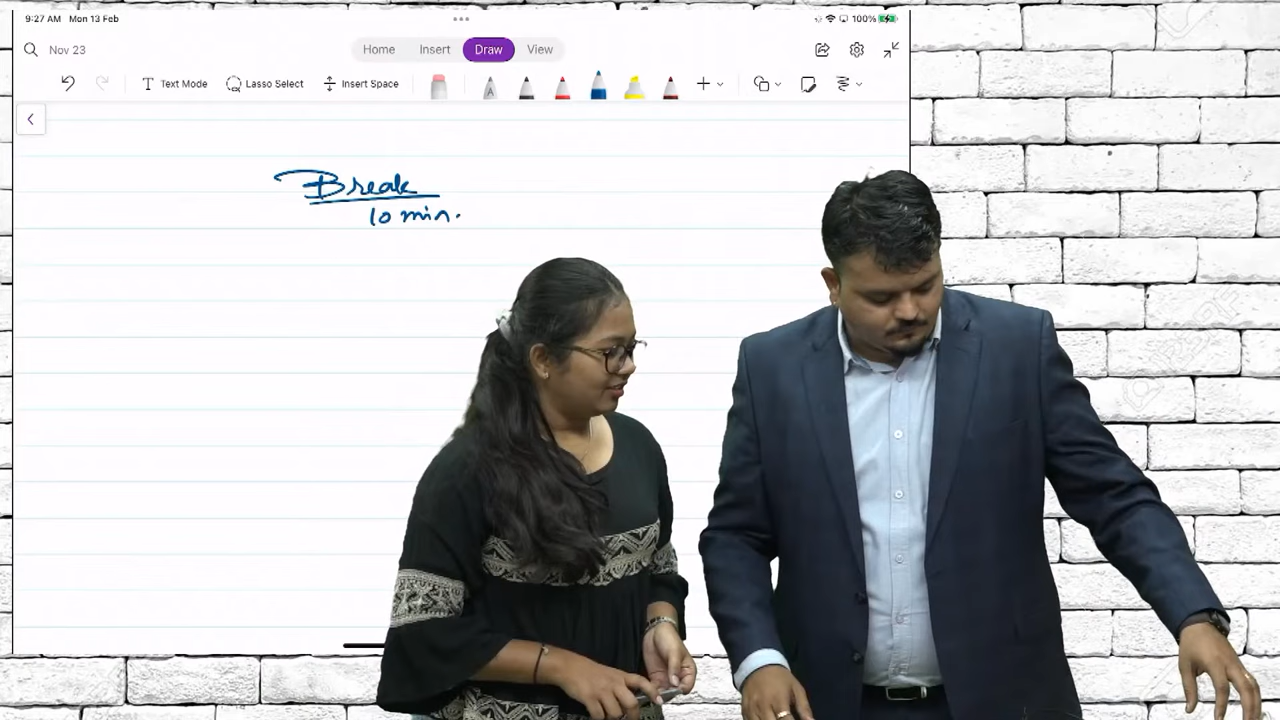 9:27 AM Mon 13 Feb
100%
Nov 23
Home Insert Draw View
Text Mode Lasso Select Insert Space
A
Break
10 min.